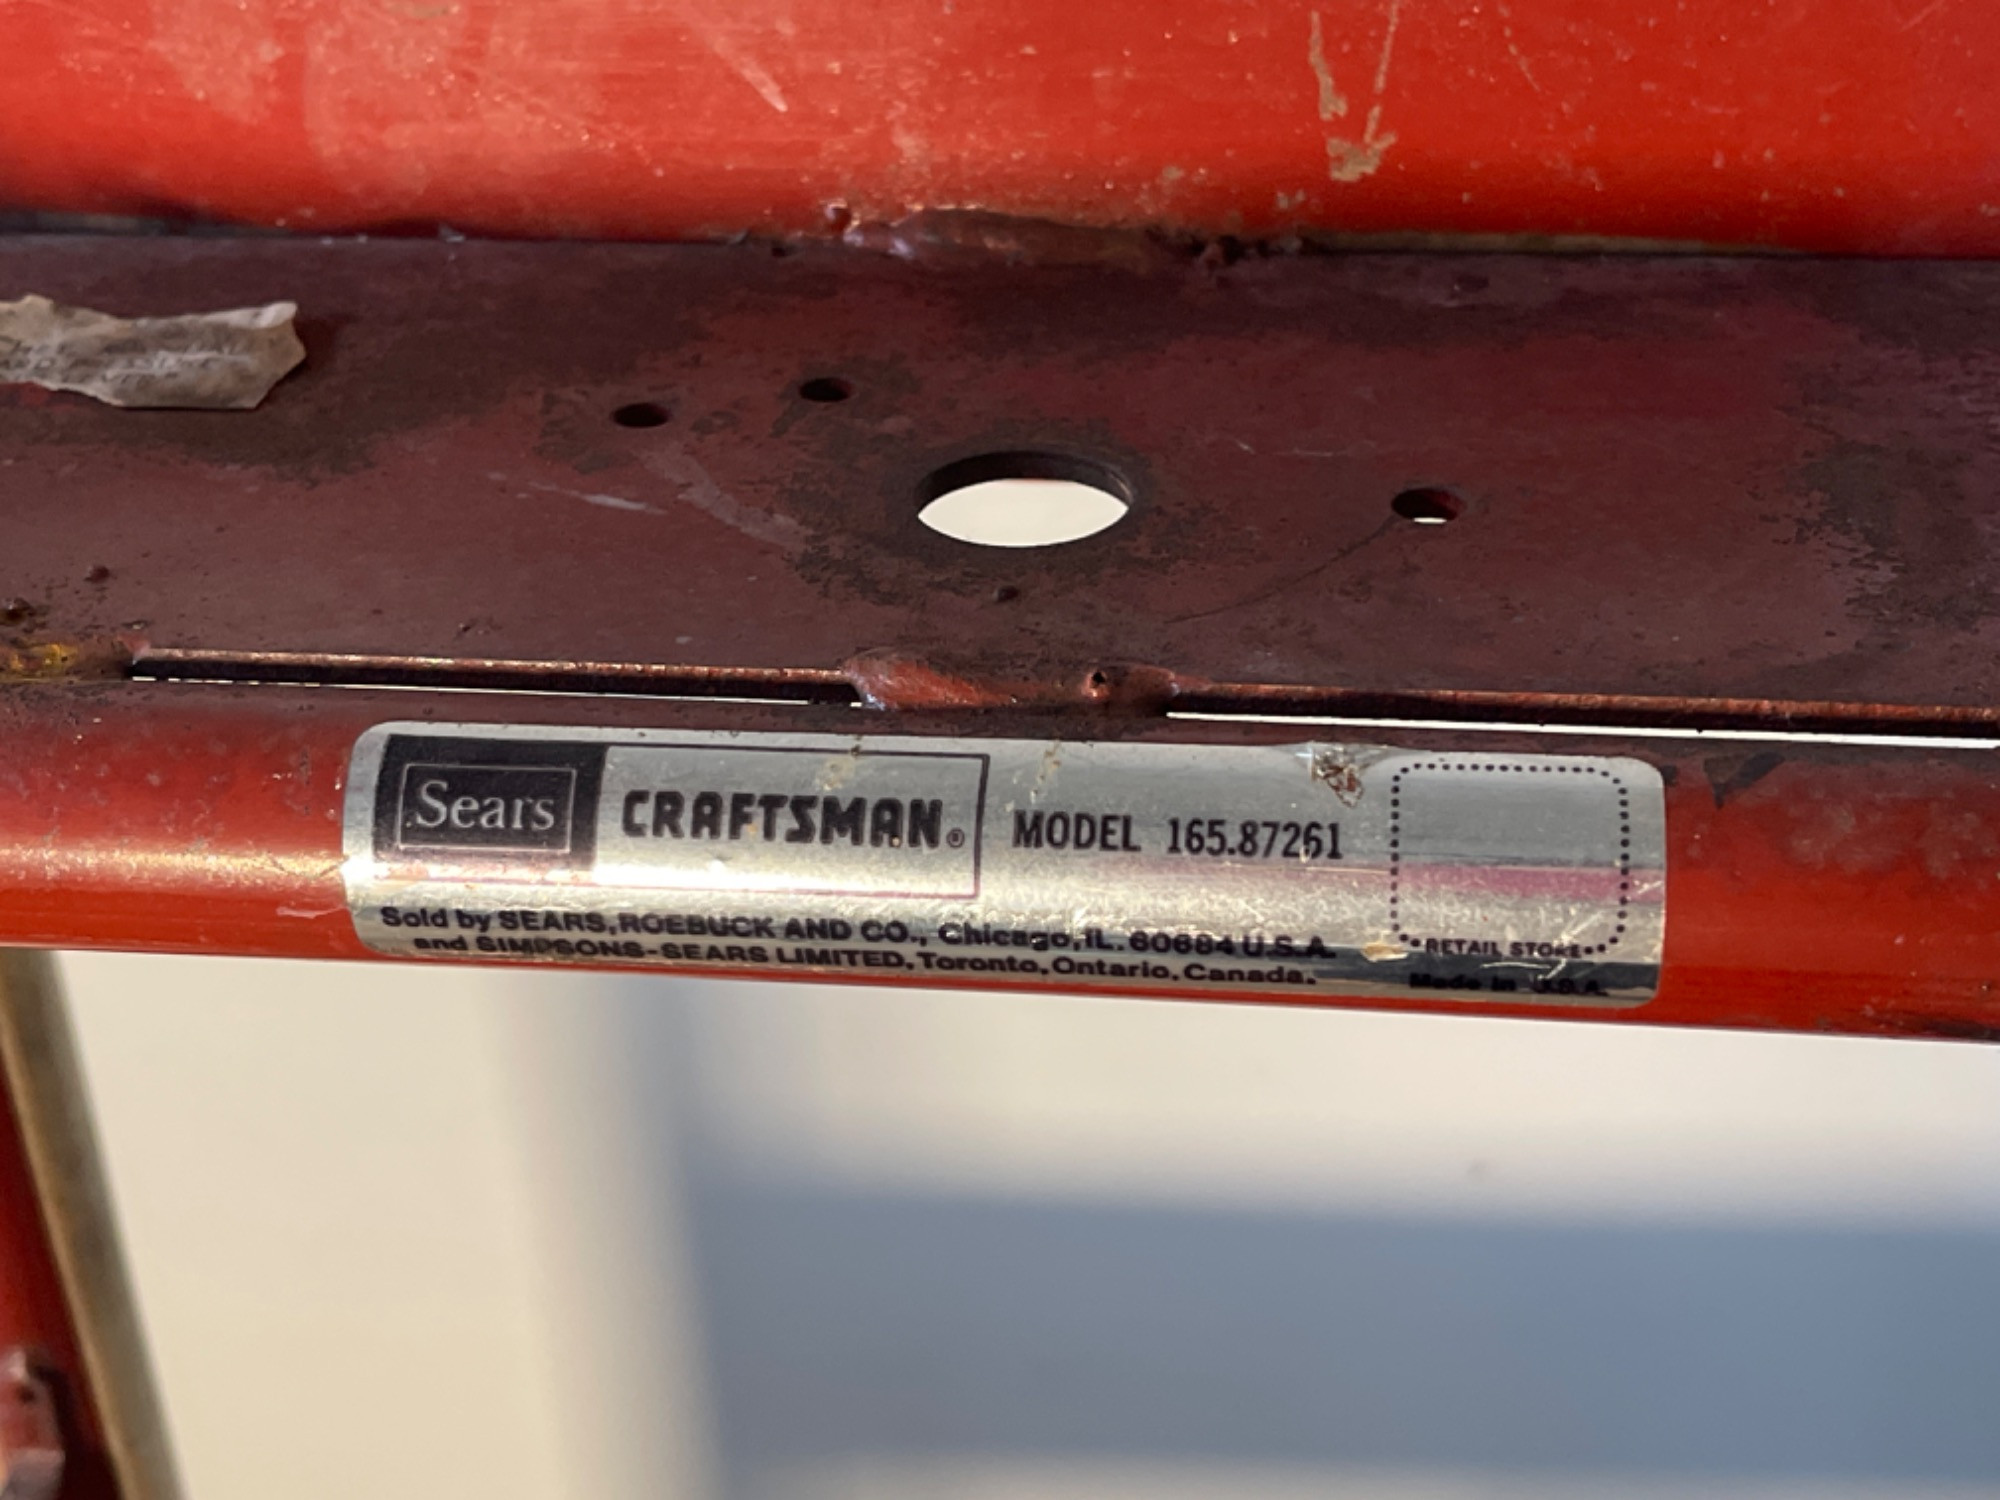 Sears CRAFTSMAN® MODEL 165.87261
Sold by SEARS, ROEBUCK AND CO., Chicago, IL. 60684 U.S.A.
and SIMPSONS-SEARS LIMITED, Toronto, Ontario, Canada.
RETAIL STORE
Made in U.S.A.